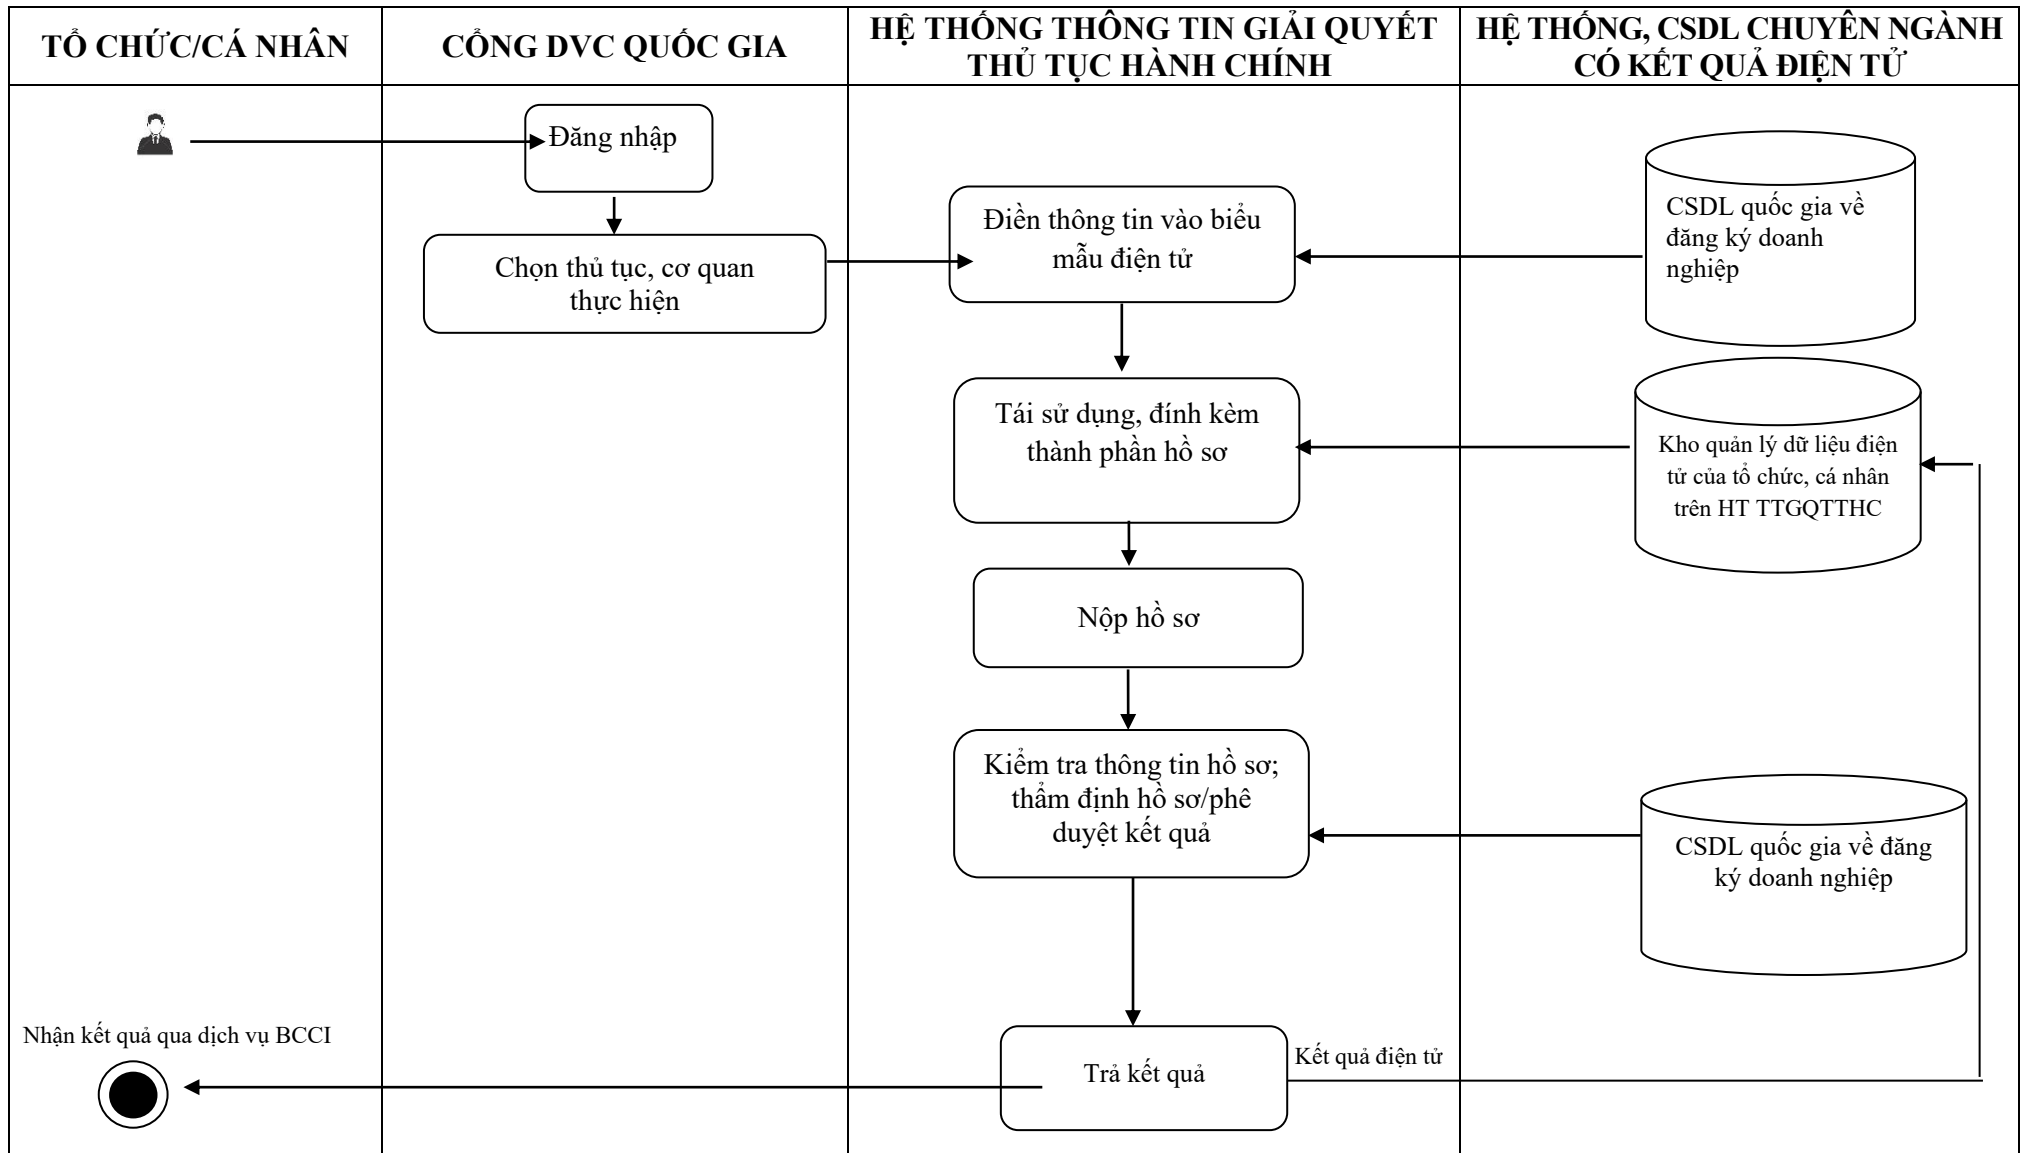 TỔ CHỨC/CÁ NHÂN
CỔNG DVC QUỐC GIA
HỆ THỐNG THÔNG TIN GIẢI QUYẾT
THỦ TỤC HÀNH CHÍNH
HỆ THỐNG, CSDL CHUYÊN NGÀNH
CÓ KẾT QUẢ ĐIỆN TỬ
Đăng nhập
Chọn thủ tục, cơ quan
thực hiện
Điền thông tin vào biểu
mẫu điện tử
CSDL quốc gia về
đăng ký doanh
nghiệp
Tái sử dụng, đính kèm
thành phần hồ sơ
Kho quản lý dữ liệu điện
tử của tổ chức, cá nhân
trên HT TTGQTTHC
Nộp hồ sơ
Kiểm tra thông tin hồ sơ;
thẩm định hồ sơ/phê
duyệt kết quả
CSDL quốc gia về đăng
ký doanh nghiệp
Nhận kết quả qua dịch vụ BCCI
Trả kết quả
Kết quả điện tử